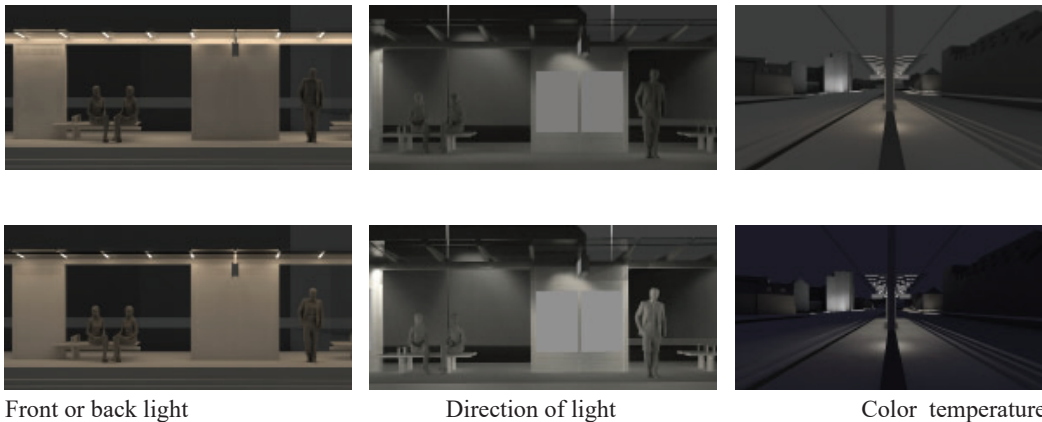 Front or back light
Direction of light
Color temperature